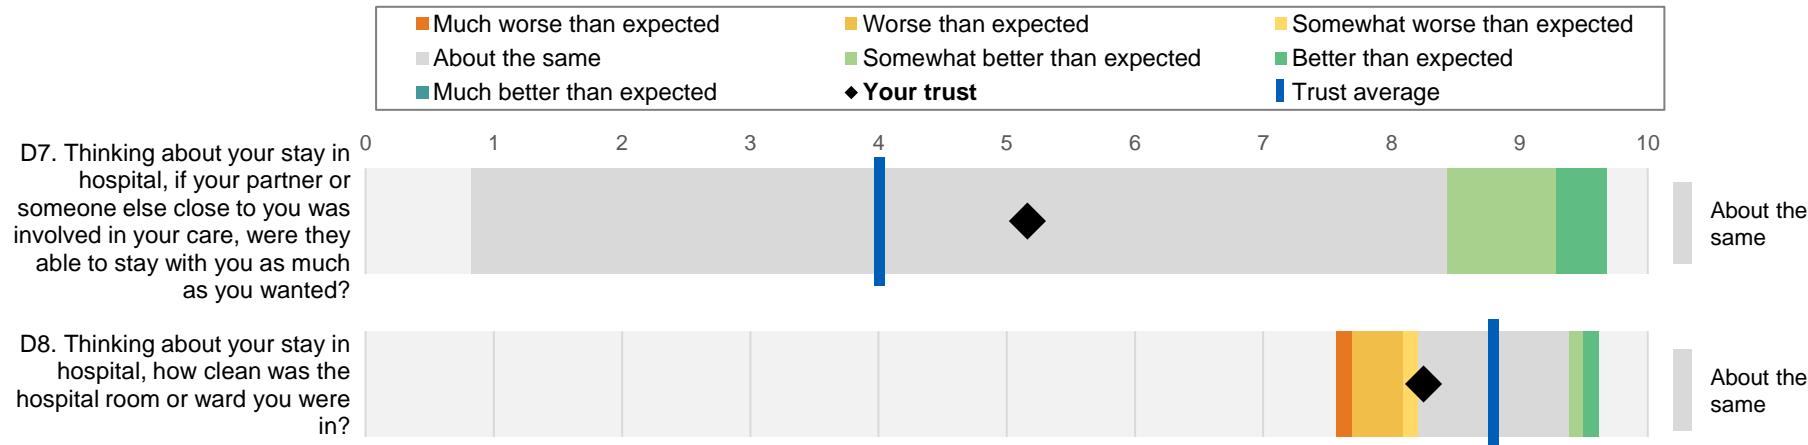 Much worse than expected
Worse than expected
Somewhat worse than expected
About the same
Somewhat better than expected
Better than expected
Much better than expected
Your trust
Trust average
0 1 2 3 4 5 6 7 8 9 10
D7. Thinking about your stay in
hospital, if your partner or
someone else close to you was
involved in your care, were they
able to stay with you as much
as you wanted?
About the
same
D8. Thinking about your stay in
hospital, how clean was the
hospital room or ward you were
in?
About the
same